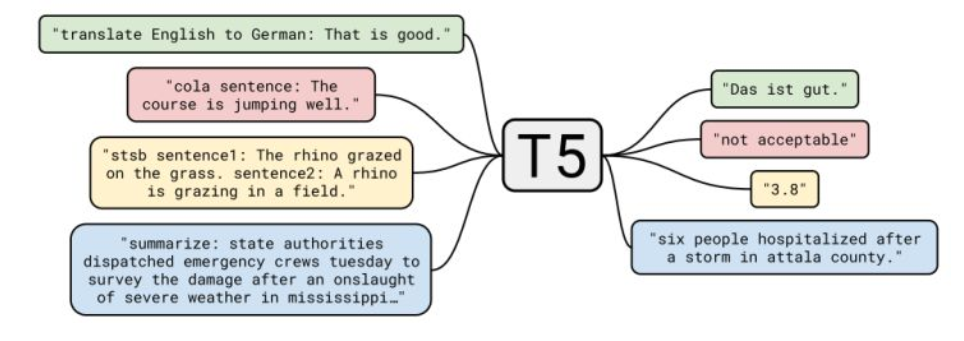 "translate English to German: That is good."
"cola sentence: The
course is jumping well."
"stsb sentence1: The rhino grazed
on the grass. sentence2: A rhino
is grazing in a field."
"summarize: state authorities
dispatched emergency crews tuesday to
survey the damage after an onslaught
of severe weather in mississippi…"
T5
"Das ist gut."
"not acceptable"
"3.8"
"six people hospitalized after
a storm in attala county."